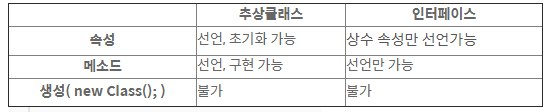 추상클래스 인터페이스
속성 선언, 초기화 가능 상수 속성만 선언가능
메소드 선언, 구현 가능 선언만 가능
생성( new Class(); ) 불가 불가